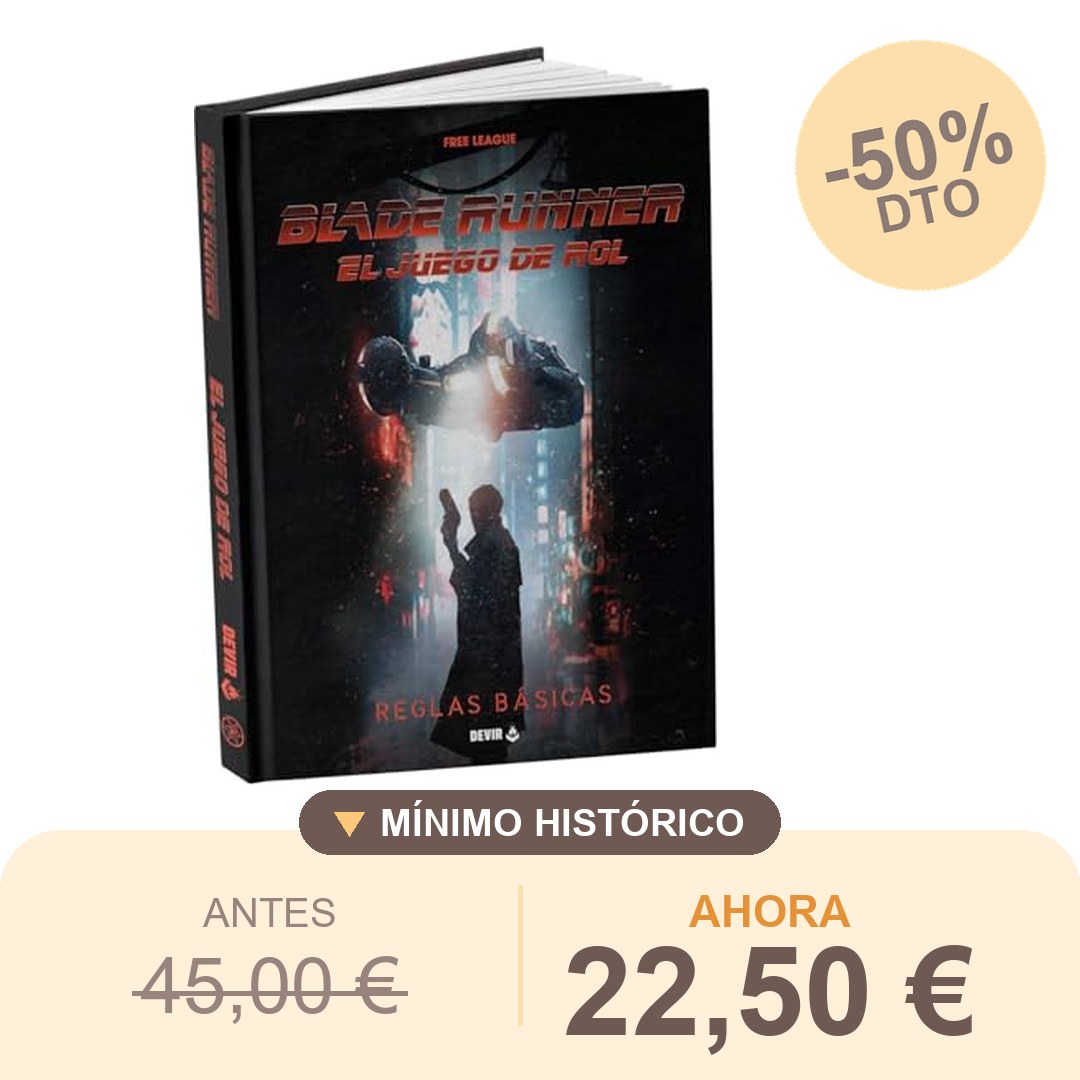 FREE LEAGUE
BLADE RUNNER
EL JUEGO DE ROL
REGLAS BÁSICAS
DEVIR
BLADE RUNNER
EL JUEGO DE ROL
DEVIR
-50%
DTO
MÍNIMO HISTÓRICO
ANTES
45,00 €
AHORA
22,50 €